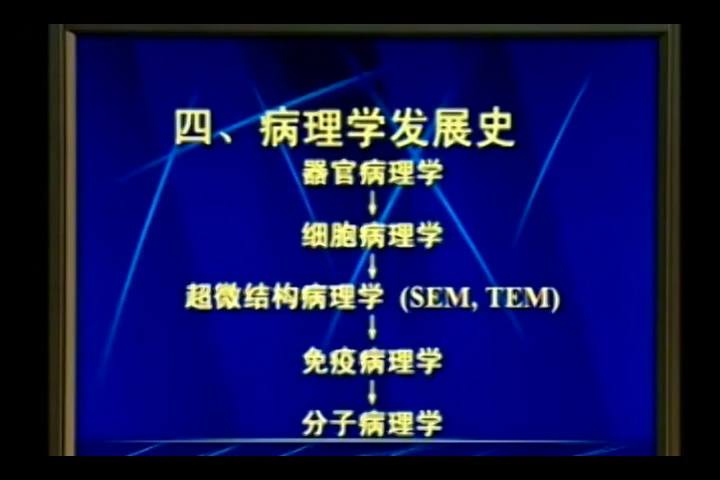 四、病理学发展史
器官病理学
↓
细胞病理学
↓
超微结构病理学 (SEM, TEM)
↓
免疫病理学
↓
分子病理学